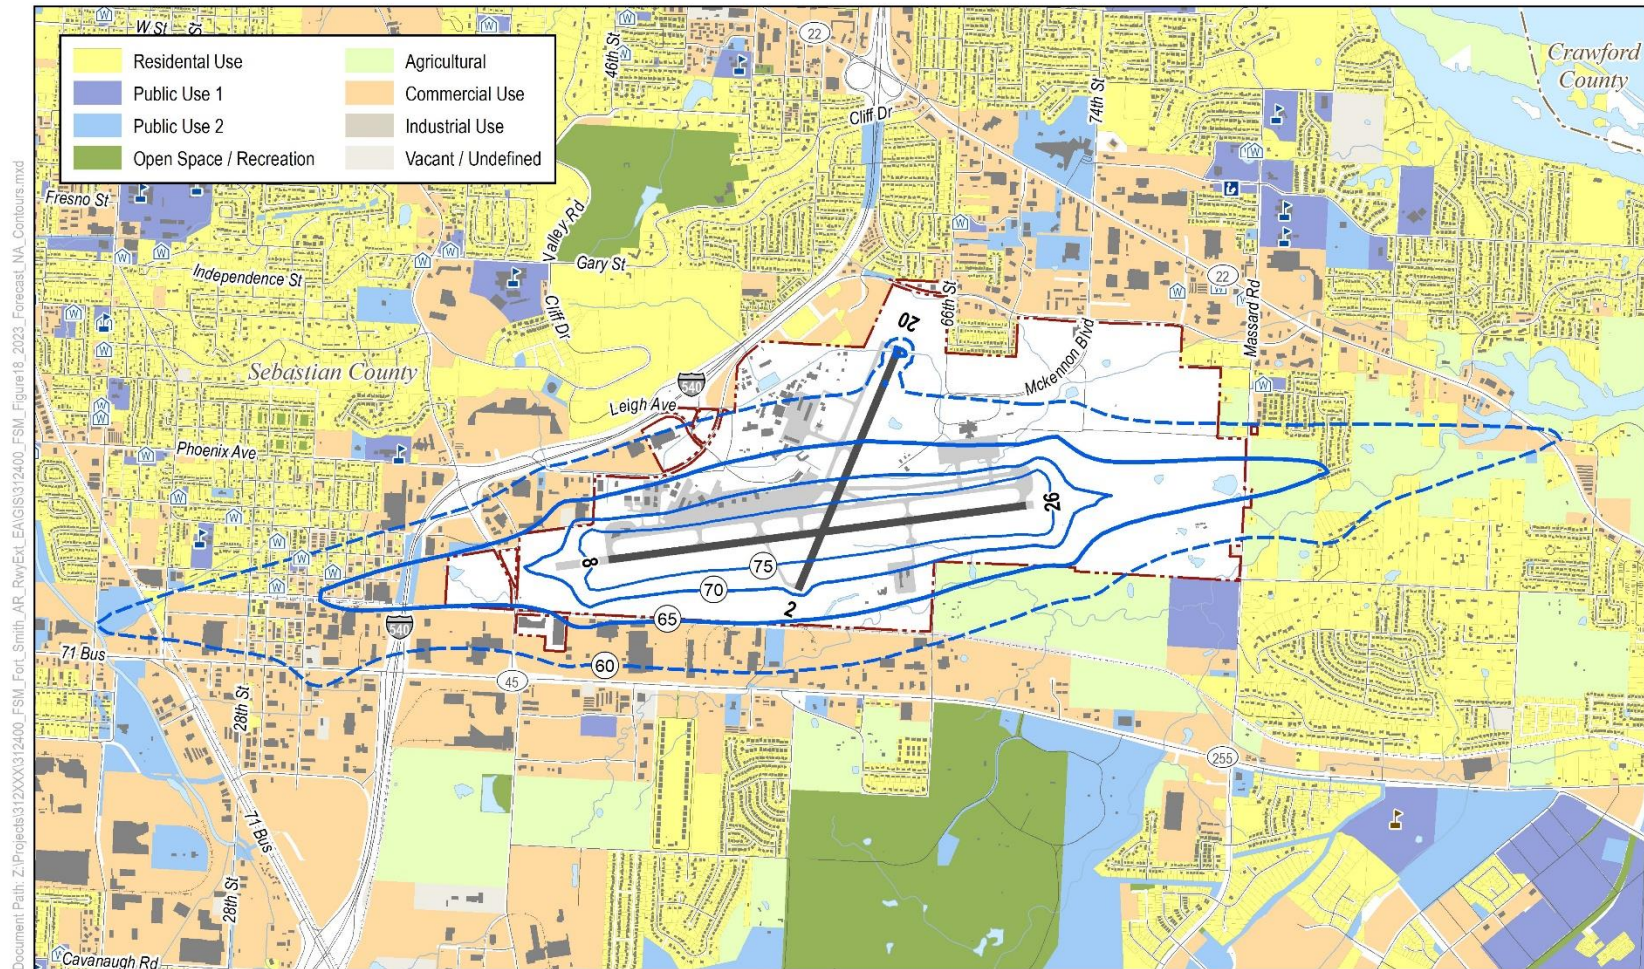 W St
St
46th St
22
Crawford
County
Residental Use
Public Use 1
Public Use 2
Open Space / Recreation
Agricultural
Commercial Use
Industrial Use
Vacant / Undefined
Cliff Dr
74th St
Fresno St
Valley Rd
Gary St
Independence St
Cliff Dr
22
20
66th St
Massard Rd
Mckennon Blvd
Sebastian County
540
Leigh Ave
Phoenix Ave
26
8
75
70
2
65
540
60
71 Bus
45
28th St
255
71 Bus
28th St
Cavanaugh Rd
W
Document Path: Z:\Projects\312XXX\312400_FSM_Fort_Smith_AR_RwyExt_EA\GIS\312400_FSM_Figure18_2023_Forecast_NA_Contours.mxd